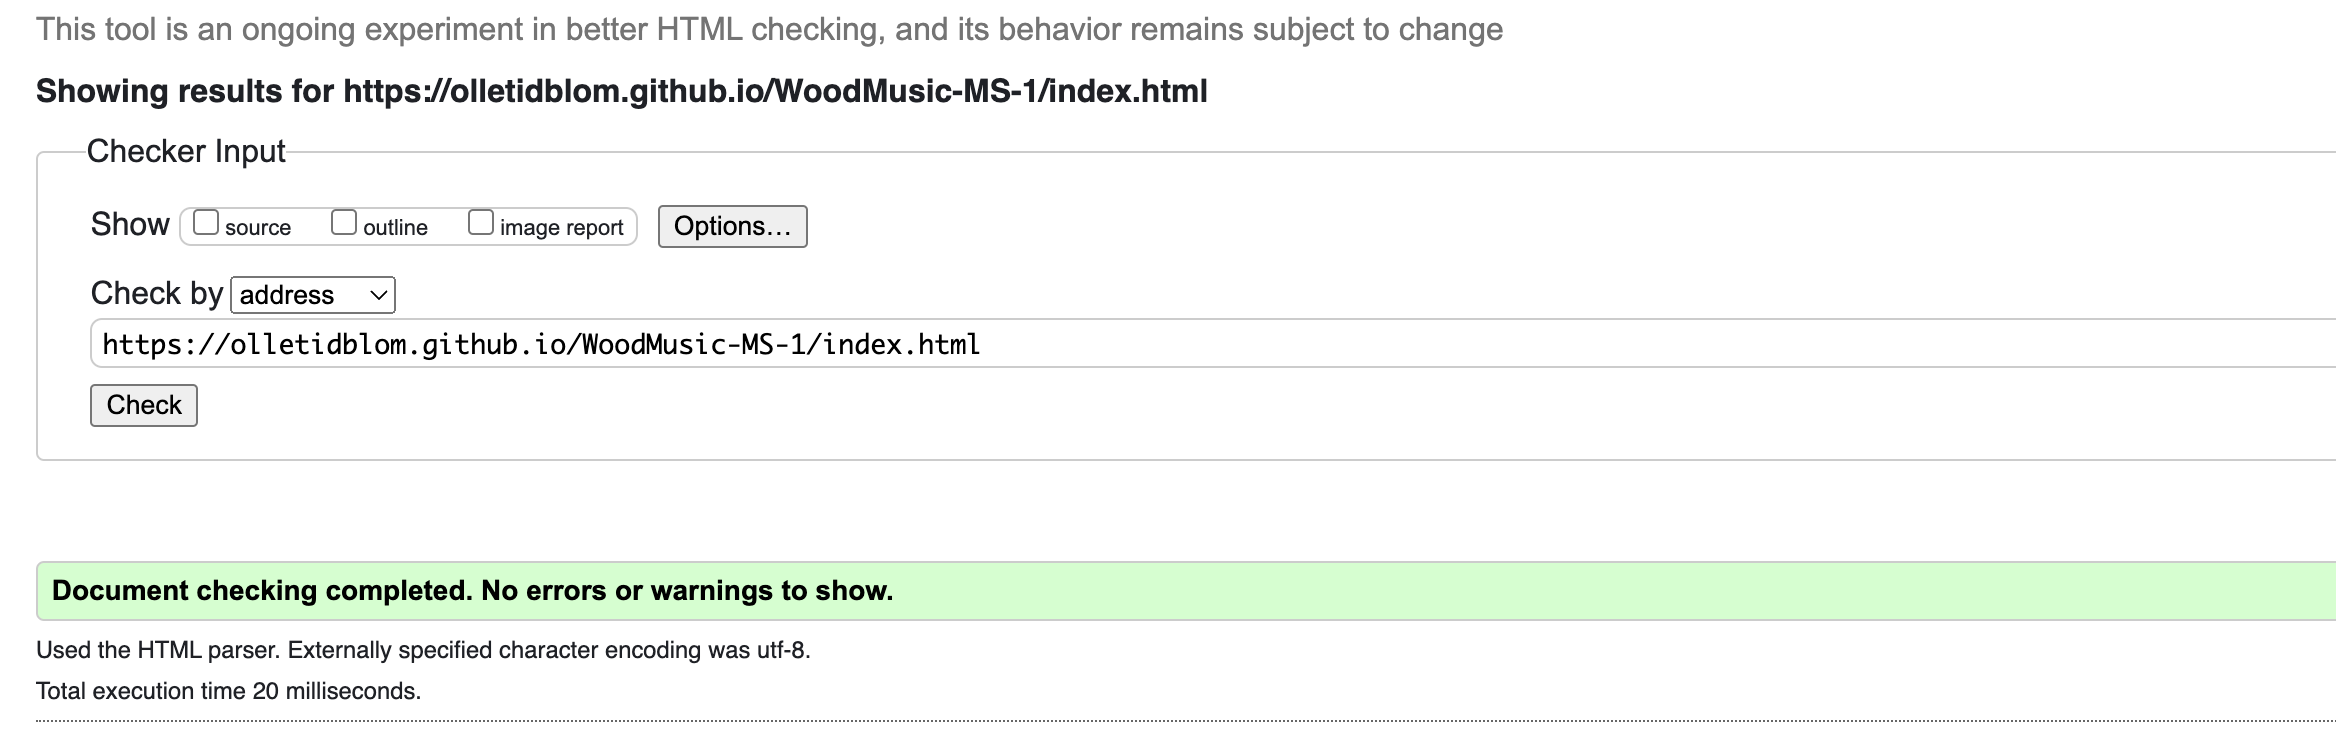 This tool is an ongoing experiment in better HTML checking, and its behavior remains subject to change
Showing results for https://olletidblom.github.io/WoodMusic-MS-1/index.html
Checker Input
Show source outline image report Options...
Check by address
https://olletidblom.github.io/WoodMusic-MS-1/index.html
Check
Document checking completed. No errors or warnings to show.
Used the HTML parser. Externally specified character encoding was utf-8.
Total execution time 20 milliseconds.